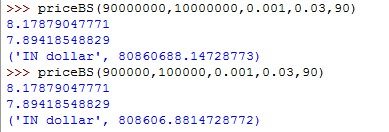 >>> priceBS(90000000,10000000,0.001,0.03,90)
8.17879047771
7.89418548829
('IN dollar', 80860688.14728773)
>>> priceBS(900000,100000,0.001,0.03,90)
8.17879047771
7.89418548829
('IN dollar', 808606.8814728772)